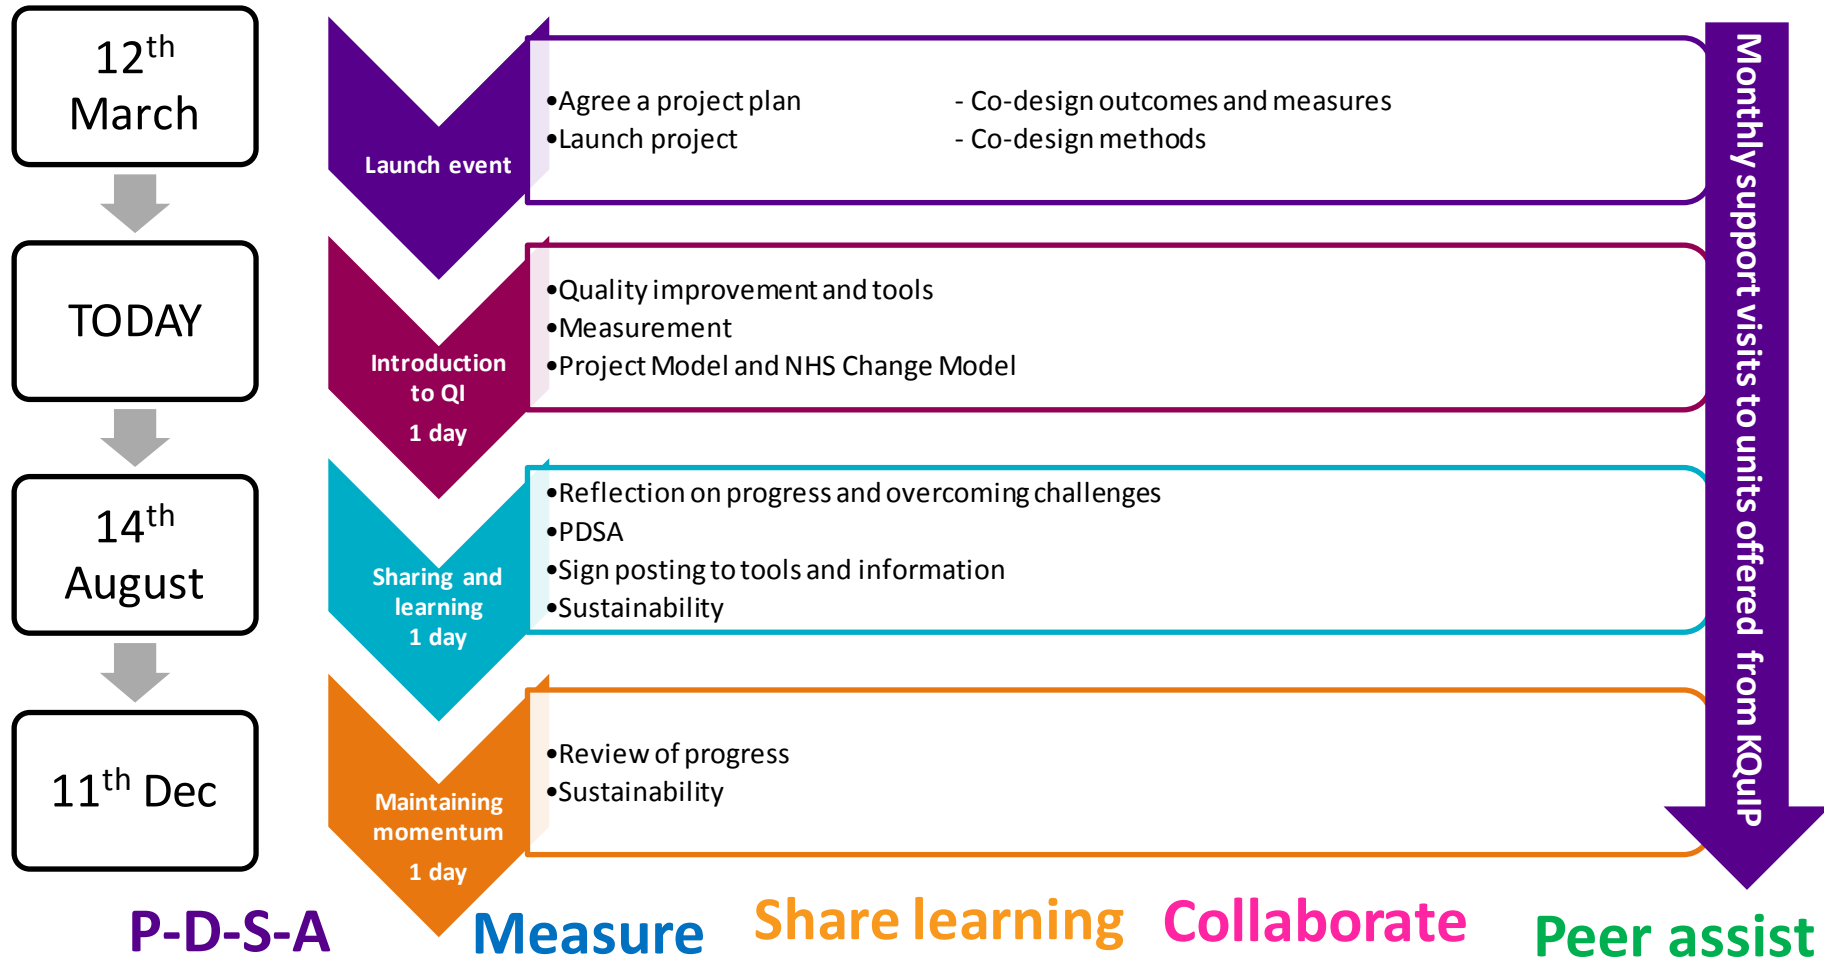 12th
March
Launch event
•Agree a project plan - Co-design outcomes and measures
•Launch project - Co-design methods
TODAY
Introduction
to QI
1 day
•Quality improvement and tools
•Measurement
•Project Model and NHS Change Model
14th
August
Sharing and
learning
1 day
•Reflection on progress and overcoming challenges
•PDSA
•Sign posting to tools and information
•Sustainability
11th Dec
Maintaining
momentum
1 day
•Review of progress
•Sustainability
Monthly support visits to units offered from KQuIP
P-D-S-A
Measure
Share learning
Collaborate
Peer assist